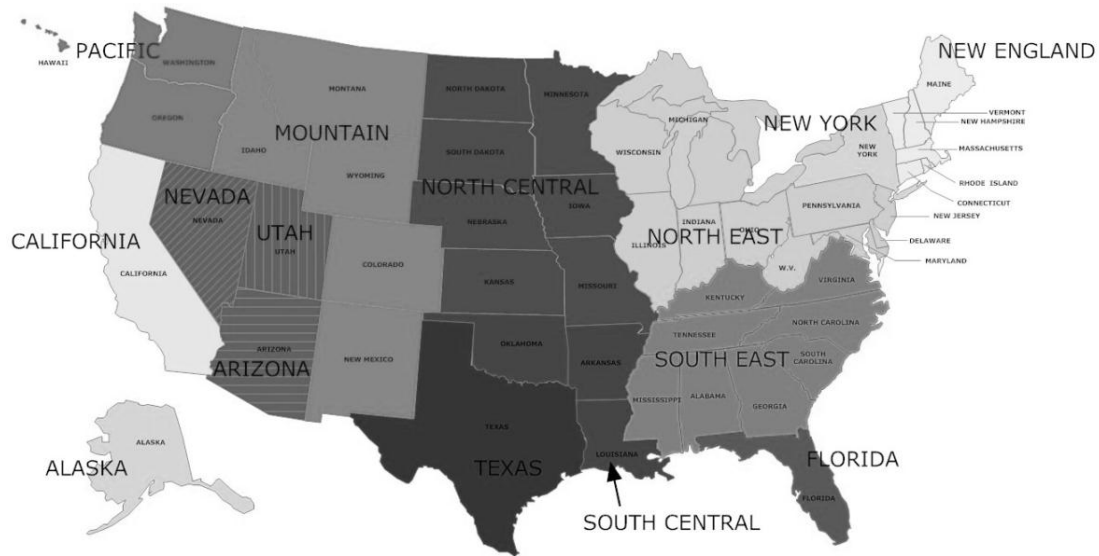 PACIFIC
NEW ENGLAND
HAWAII
WASHINGTON
MAINE
MONTANA
NORTH DAKOTA
MINNESOTA
VERMONT
OREGON
MOUNTAIN
MICHIGAN
NEW YORK
NEW HAMPSHIRE
IDAHO
SOUTH DAKOTA
WISCONSIN
NEW
YORK
MASSACHUSETTS
WYOMING
NORTH CENTRAL
RHODE ISLAND
NEVADA
NEVADA
IOWA
PENNSYLVANIA
CONNECTICUT
NEBRASKA
INDIANA
NEW JERSEY
CALIFORNIA
UTAH
UTAH
ILLINOIS
OHIO
NORTH EAST
DELAWARE
CALIFORNIA
COLORADO
W.V.
MARYLAND
KANSAS
MISSOURI
VIRGINIA
KENTUCKY
NORTH CAROLINA
ARIZONA
ARIZONA
NEW MEXICO
OKLAHOMA
TENNESSEE
ARKANSAS
SOUTH EAST
SOUTH
CAROLINA
MISSISSIPPI
ALABAMA
GEORGIA
TEXAS
TEXAS
ALASKA
ALASKA
LOUISIANA
FLORIDA
FLORIDA
SOUTH CENTRAL